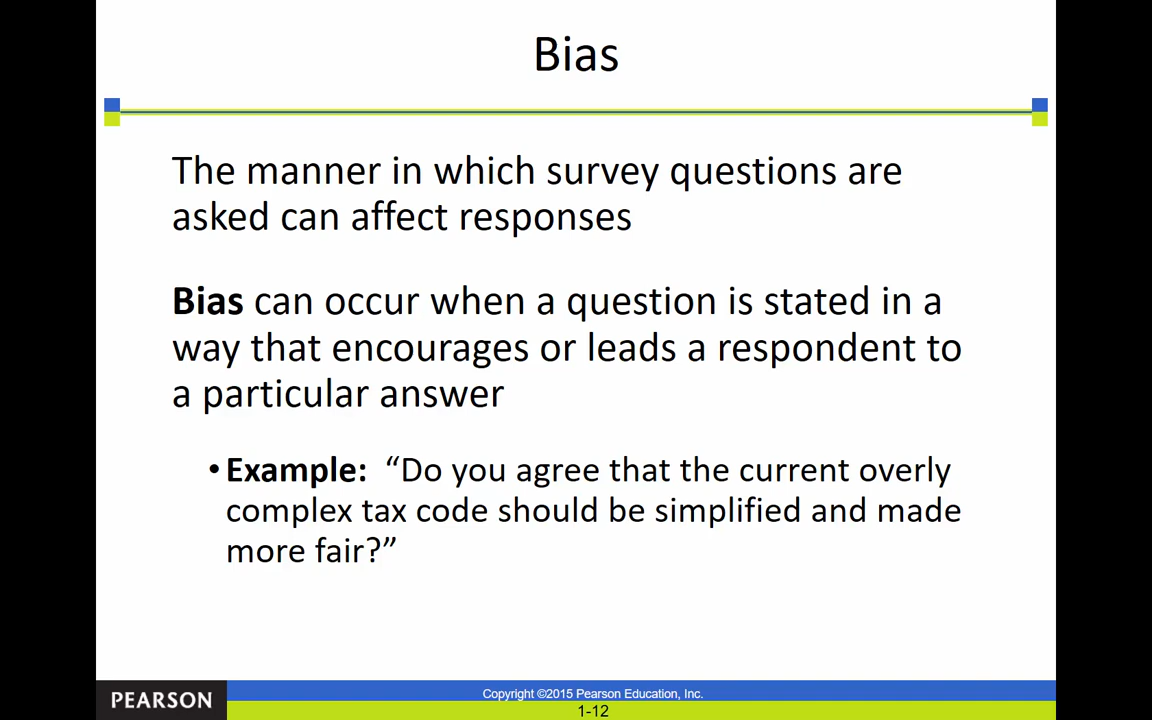 Bias
The manner in which survey questions are
asked can affect responses
Bias can occur when a question is stated in a
way that encourages or leads a respondent to
a particular answer
•Example: “Do you agree that the current overly
complex tax code should be simplified and made
more fair?”
PEARSON
Copyright ©2015 Pearson Education, Inc.
1-12